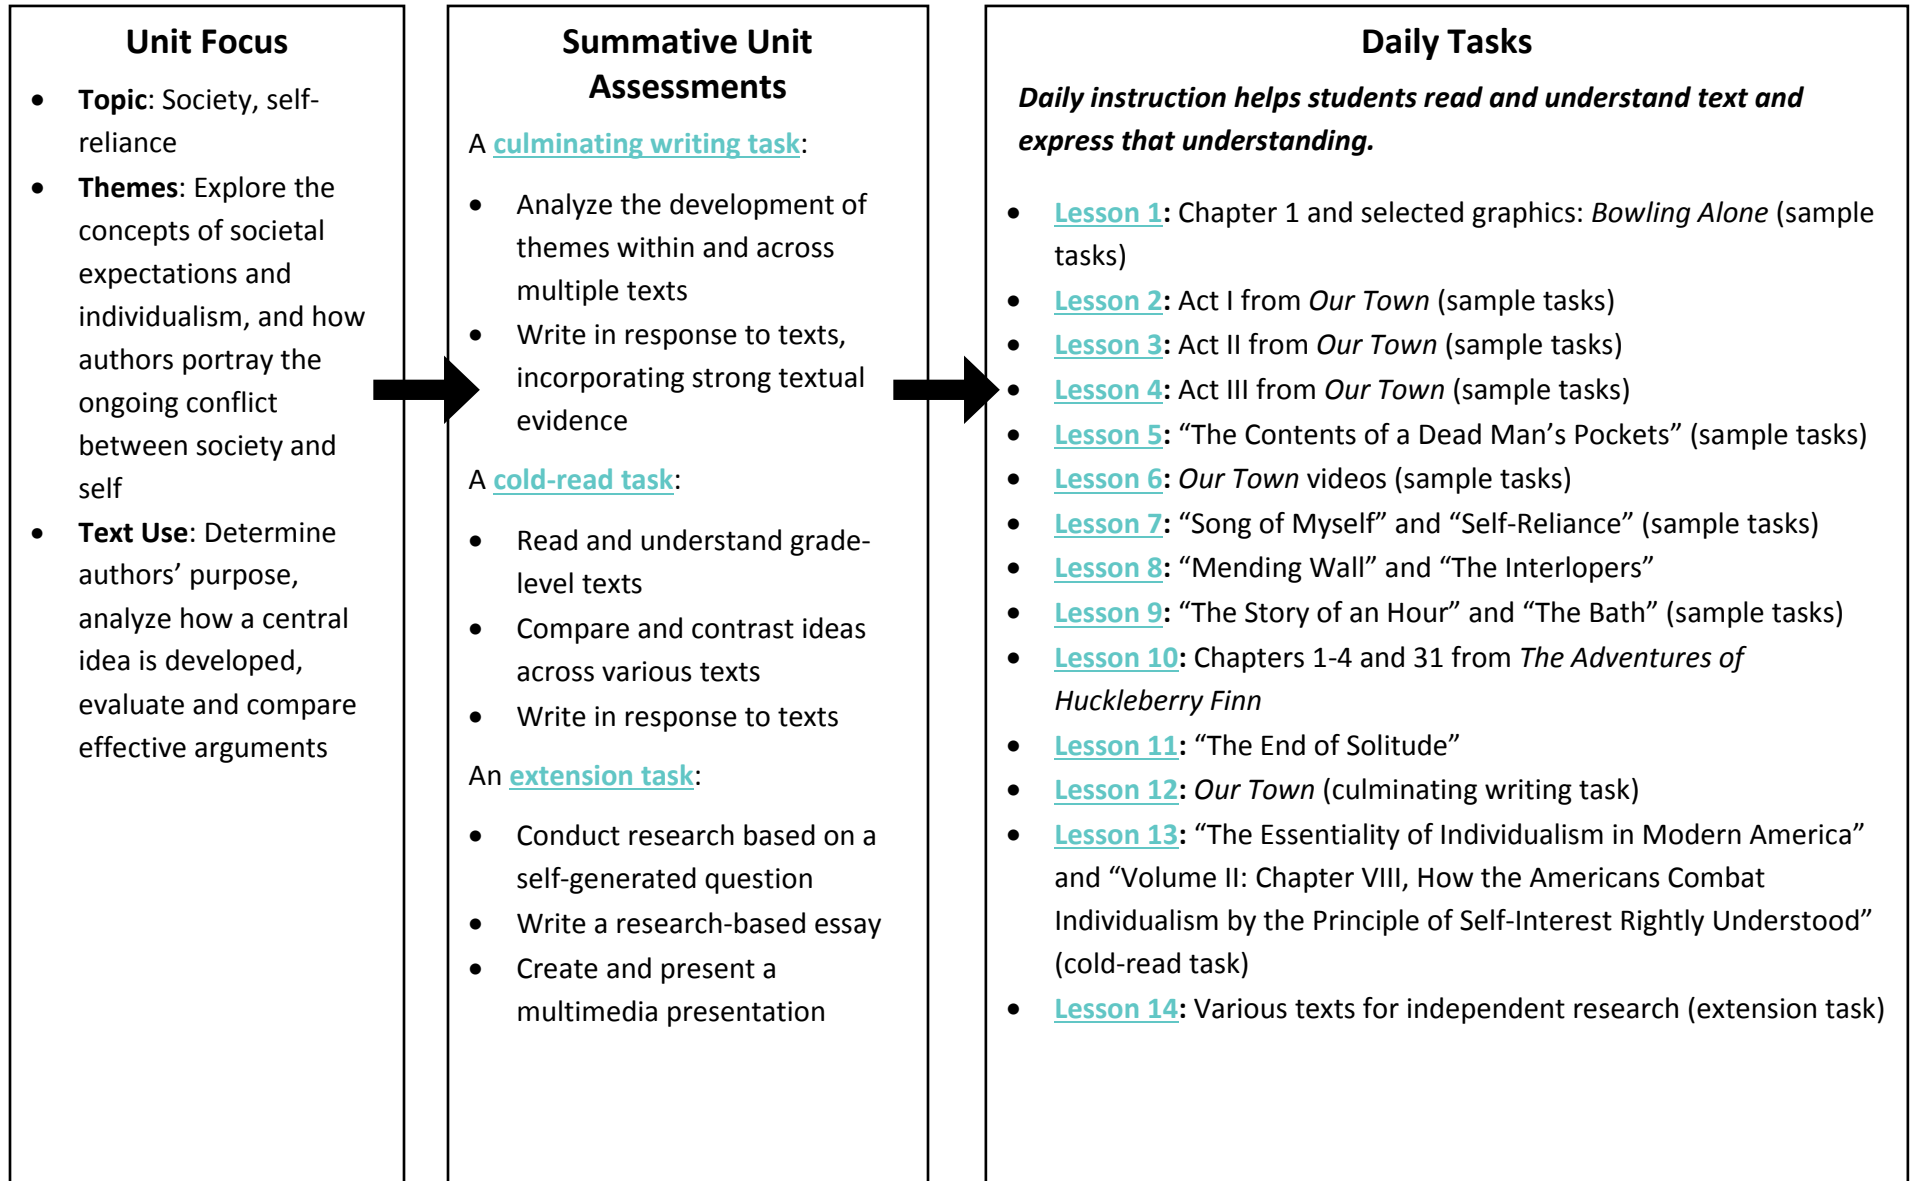 Unit Focus
• Topic: Society, self-
reliance
• Themes: Explore the
concepts of societal
expectations and
individualism, and how
authors portray the
ongoing conflict
between society and
self
• Text Use: Determine
authors’ purpose,
analyze how a central
idea is developed,
evaluate and compare
effective arguments
Summative Unit
Assessments
A culminating writing task:
• Analyze the development of
themes within and across
multiple texts
• Write in response to texts,
incorporating strong textual
evidence
A cold-read task:
• Read and understand grade-
level texts
• Compare and contrast ideas
across various texts
• Write in response to texts
An extension task:
• Conduct research based on a
self-generated question
• Write a research-based essay
• Create and present a
multimedia presentation
Daily Tasks
Daily instruction helps students read and understand text and
express that understanding.
• Lesson 1: Chapter 1 and selected graphics: Bowling Alone (sample
tasks)
• Lesson 2: Act I from Our Town (sample tasks)
• Lesson 3: Act II from Our Town (sample tasks)
• Lesson 4: Act III from Our Town (sample tasks)
• Lesson 5: “The Contents of a Dead Man’s Pockets” (sample tasks)
• Lesson 6: Our Town videos (sample tasks)
• Lesson 7: “Song of Myself” and “Self-Reliance” (sample tasks)
• Lesson 8: “Mending Wall” and “The Interlopers”
• Lesson 9: “The Story of an Hour” and “The Bath” (sample tasks)
• Lesson 10: Chapters 1-4 and 31 from The Adventures of
Huckleberry Finn
• Lesson 11: “The End of Solitude”
• Lesson 12: Our Town (culminating writing task)
• Lesson 13: “The Essentiality of Individualism in Modern America”
and “Volume II: Chapter VIII, How the Americans Combat
Individualism by the Principle of Self-Interest Rightly Understood”
(cold-read task)
• Lesson 14: Various texts for independent research (extension task)